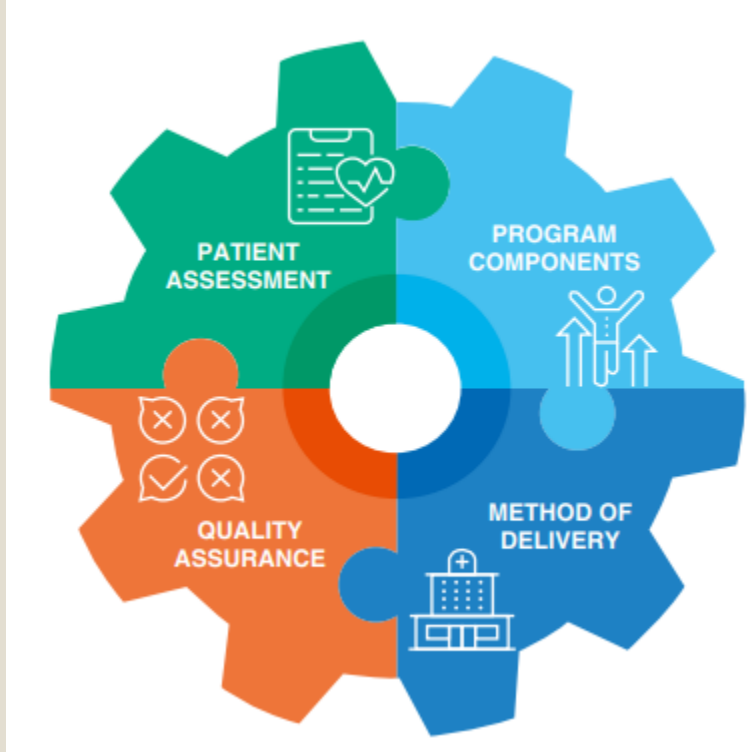 PATIENT
ASSESSMENT
PROGRAM
COMPONENTS
QUALITY
ASSURANCE
METHOD OF
DELIVERY